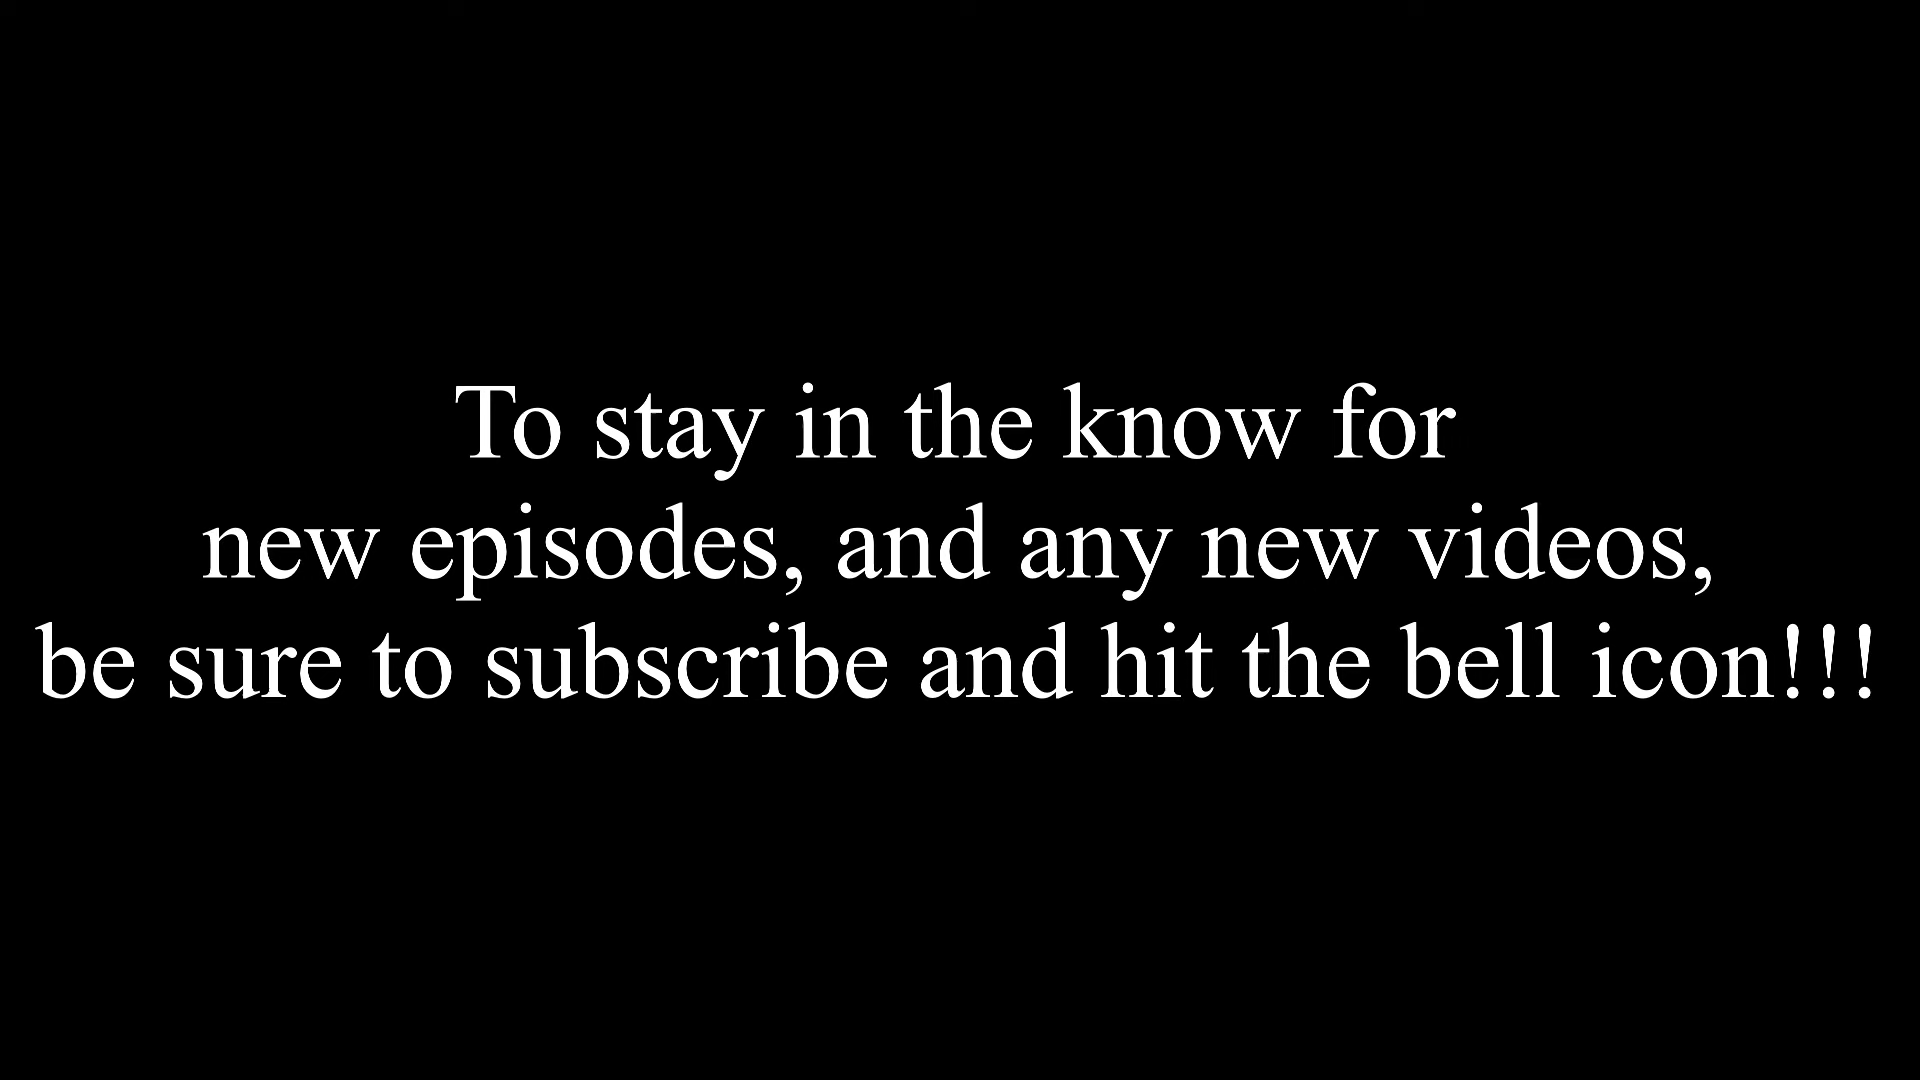 To stay in the know for
new episodes, and any new videos,
be sure to subscribe and hit the bell icon!!!